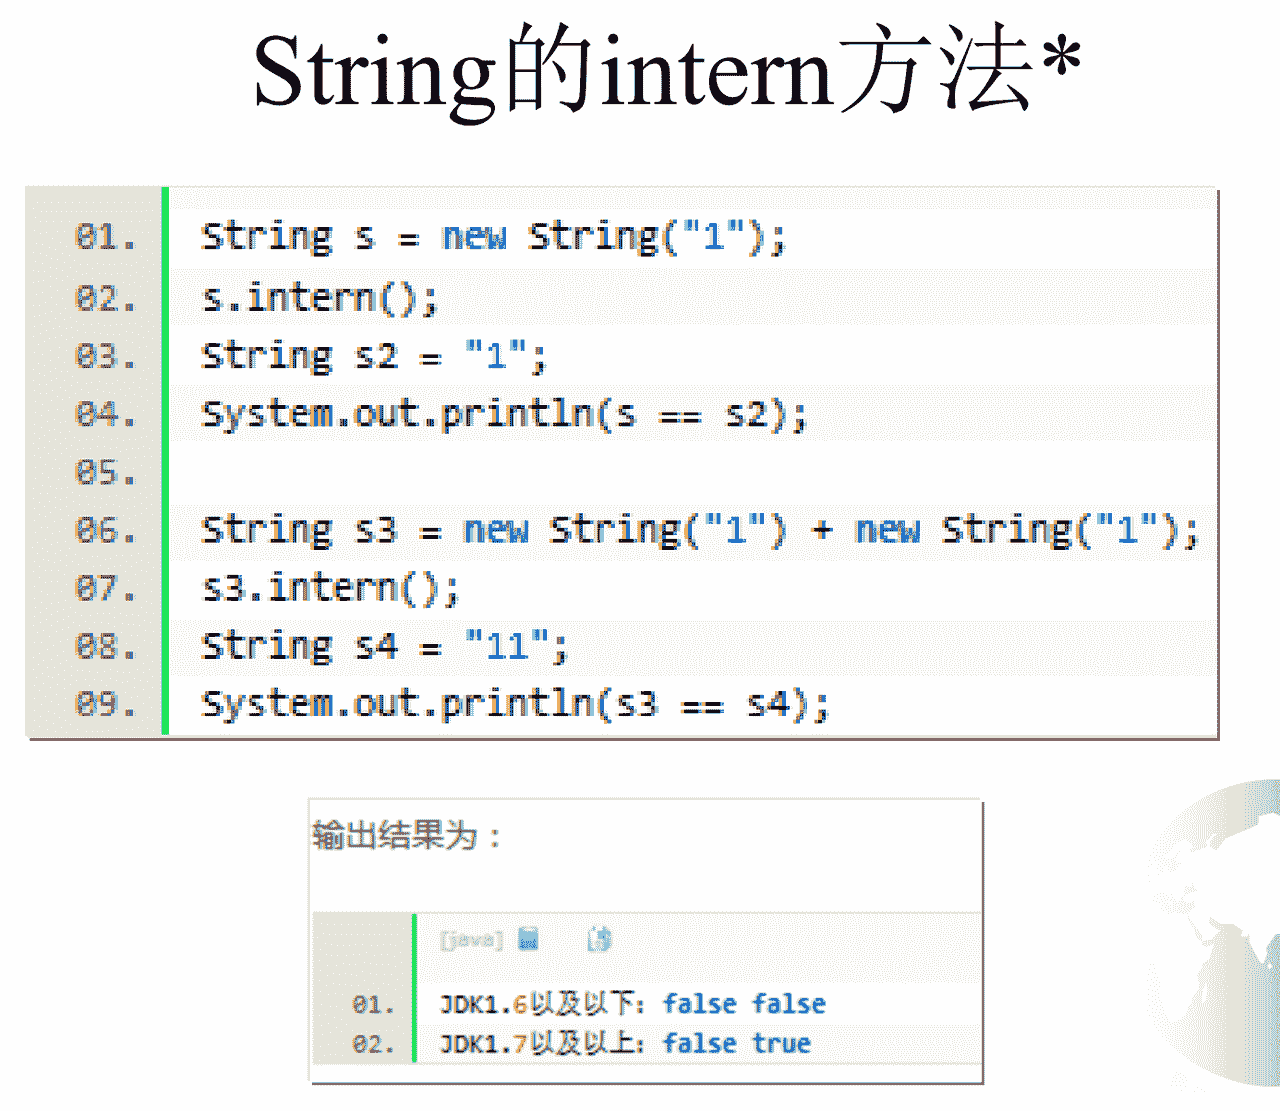 String的intern方法*
01. String s = new String("1");
02. s.intern();
03. String s2 = "1";
04. System.out.println(s == s2);
05.
06. String s3 = new String("1") + new String("1");
07. s3.intern();
08. String s4 = "11";
09. System.out.println(s3 == s4);
输出结果为：
[java]
01. JDK1.6以及以下：false false
02. JDK1.7以及以上：false true